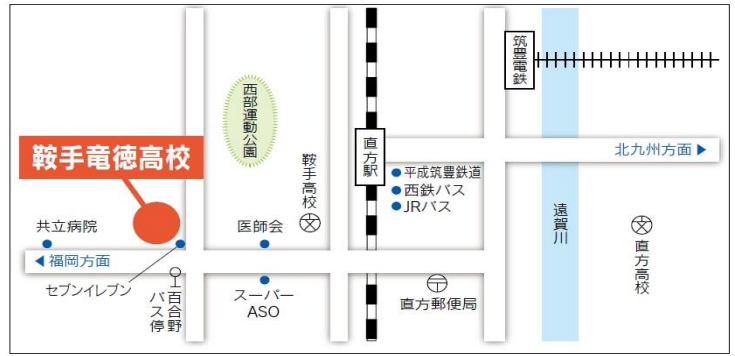 筑豊電鉄
西部運動公園
鞍手竜徳高校
鞍手高校
直方駅
北九州方面▶
平成筑豊鉄道
西鉄バス
JRバス
共立病院
医師会
遠賀川
直方高校
◀福岡方面
セブンイレブン
百合野
バス停
スーパー
ASO
直方郵便局